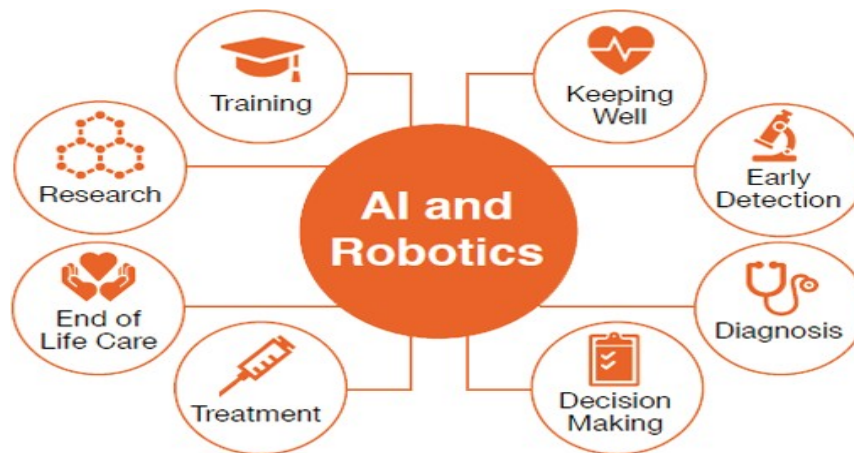 AI and
Robotics
Training
Keeping
Well
Research
Early
Detection
End of
Life Care
Diagnosis
Treatment
Decision
Making